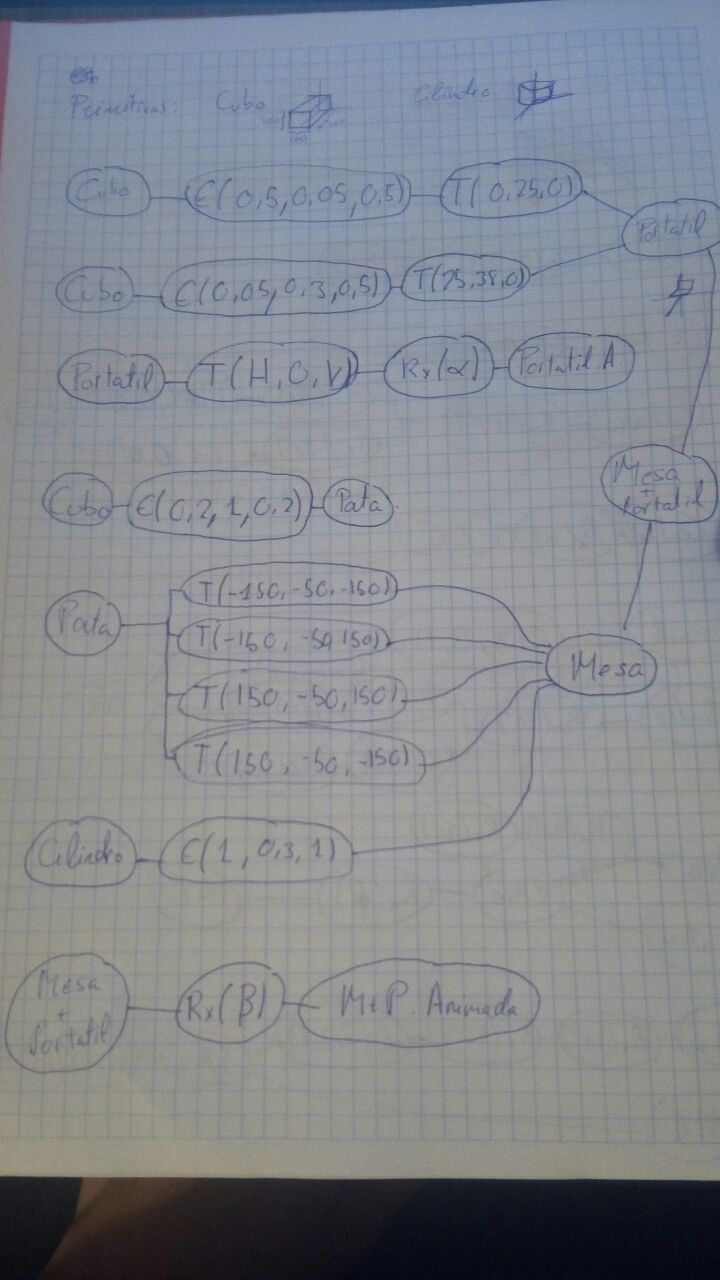 Primitivas: Cubo 100 100 Cilindro
Cubo E(0,5,0,05,0,5) T(0,25,0)
Portatil
Cubo E(0,05,0,3,0,5) T(25,38,0)
Portatil T(H,0,V) Rx(α) Portatil A
Mesa
+
Portatil
Cubo E(0,2,1,0,2) Pata
T(-150,-50,-150)
Pata T(-150,-50,150) Mesa
T(150,-50,150)
T(150,-50,-150)
Cilindro E(1,0,3,1)
Mesa
+
Portatil Rx(β) M+P. Animada